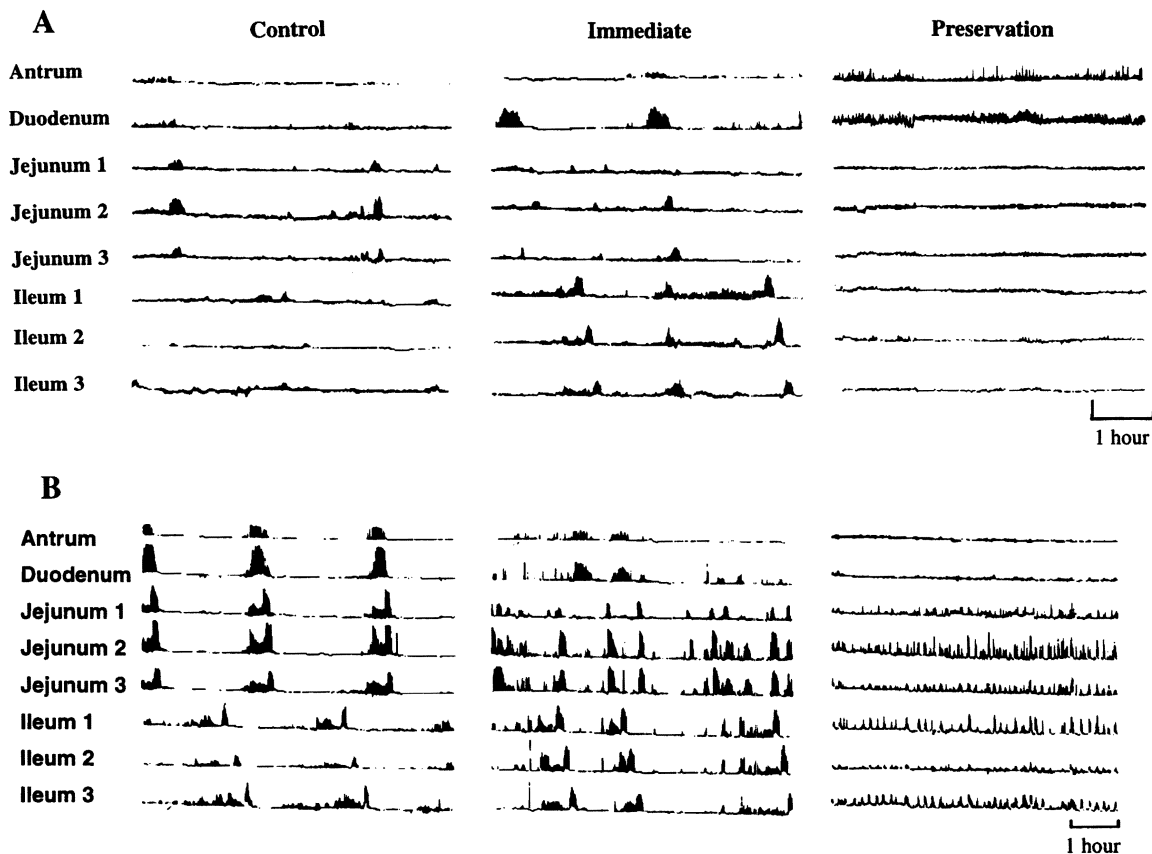 A
Control Immediate Preservation
Antrum
Duodenum
Jejunum 1
Jejunum 2
Jejunum 3
Ileum 1
Ileum 2
Ileum 3
1 hour
B
Antrum
Duodenum
Jejunum 1
Jejunum 2
Jejunum 3
Ileum 1
Ileum 2
Ileum 3
1 hour